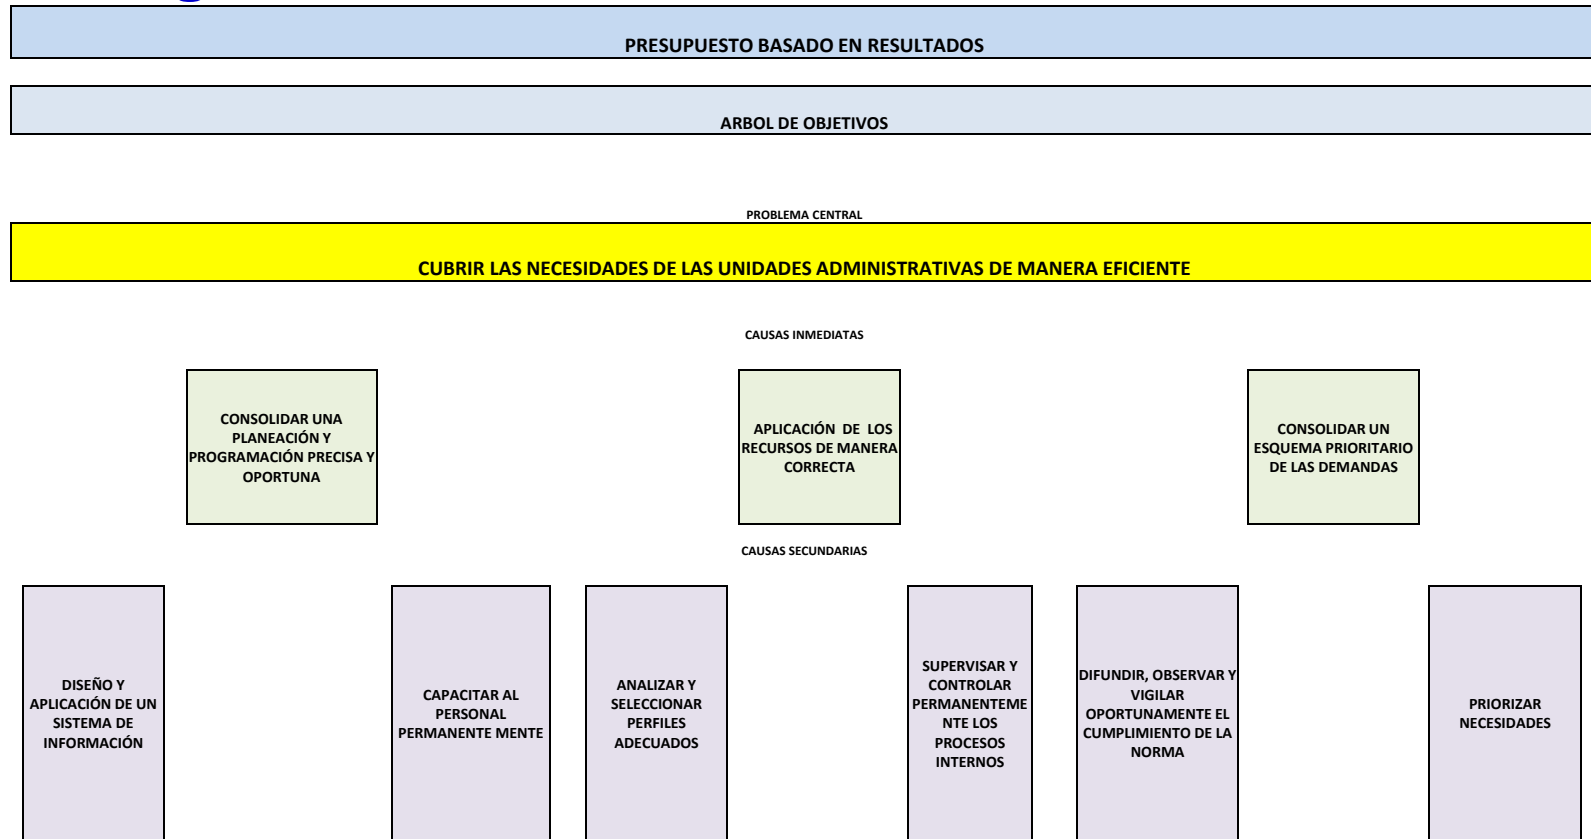 PRESUPUESTO BASADO EN RESULTADOS
ARBOL DE OBJETIVOS
PROBLEMA CENTRAL
CUBRIR LAS NECESIDADES DE LAS UNIDADES ADMINISTRATIVAS DE MANERA EFICIENTE
CAUSAS INMEDIATAS
CONSOLIDAR UNA
PLANEACIÓN Y
PROGRAMACIÓN PRECISA Y
OPORTUNA
APLICACIÓN DE LOS
RECURSOS DE MANERA
CORRECTA
CONSOLIDAR UN
ESQUEMA PRIORITARIO
DE LAS DEMANDAS
CAUSAS SECUNDARIAS
DISEÑO Y
APLICACIÓN DE UN
SISTEMA DE
INFORMACIÓN
CAPACITAR AL
PERSONAL
PERMANENTE MENTE
ANALIZAR Y
SELECCIONAR
PERFILES
ADECUADOS
SUPERVISAR Y
CONTROLAR
PERMANENTEME
NTE LOS
PROCESOS
INTERNOS
DIFUNDIR, OBSERVAR Y
VIGILAR
OPORTUNAMENTE EL
CUMPLIMIENTO DE LA
NORMA
PRIORIZAR
NECESIDADES